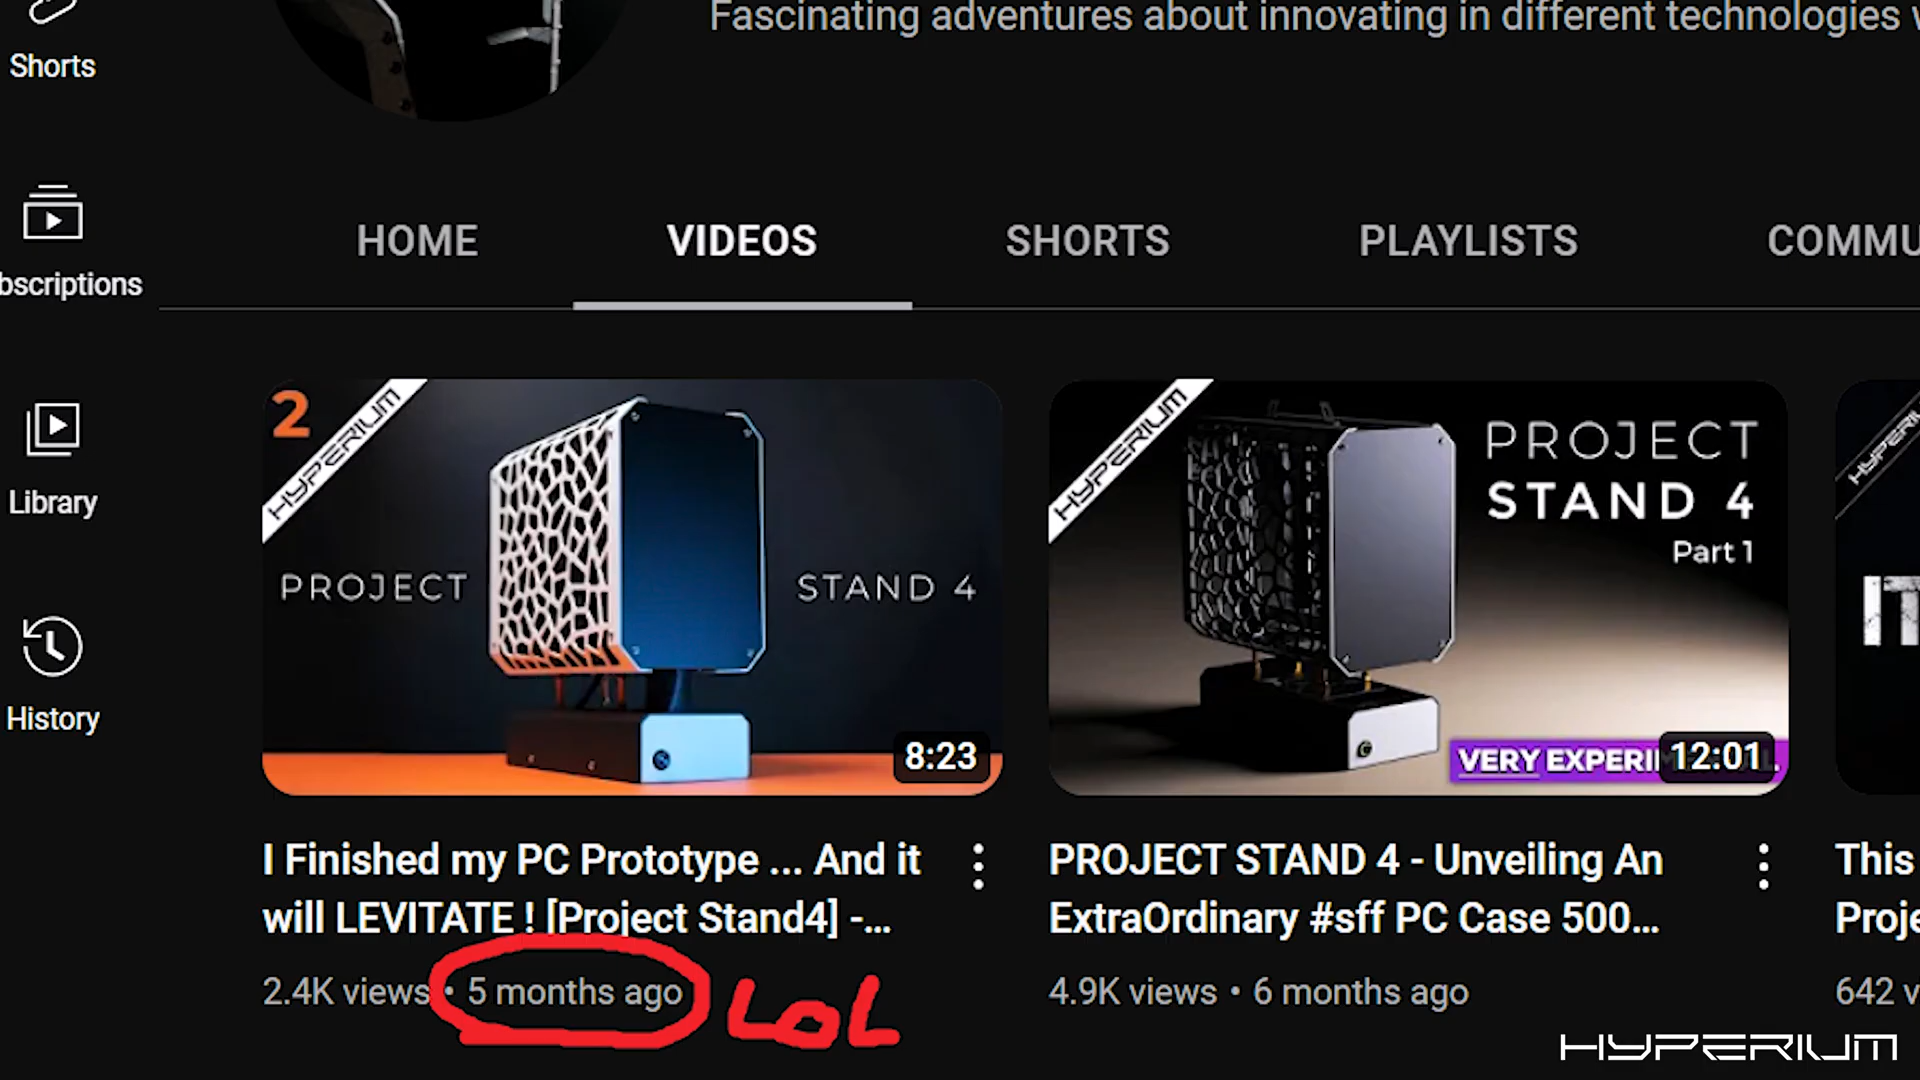 Fascinating adventures about innovating in different technologies
Shorts
bscriptions
Library
History
HOME VIDEOS SHORTS PLAYLISTS COMMU
2
HYPERIUM
PROJECT STAND 4
8:23
I Finished my PC Prototype ... And it
will LEVITATE ! [Project Stand4] -...
2.4K views • 5 months ago
LOL
HYPERIUM
PROJECT
STAND 4
Part 1
VERY EXPERI
12:01
PROJECT STAND 4 - Unveiling An
ExtraOrdinary #sff PC Case 500...
4.9K views • 6 months ago
HYPERIUM
IT
This
Proje
642 v
HYPERIUM